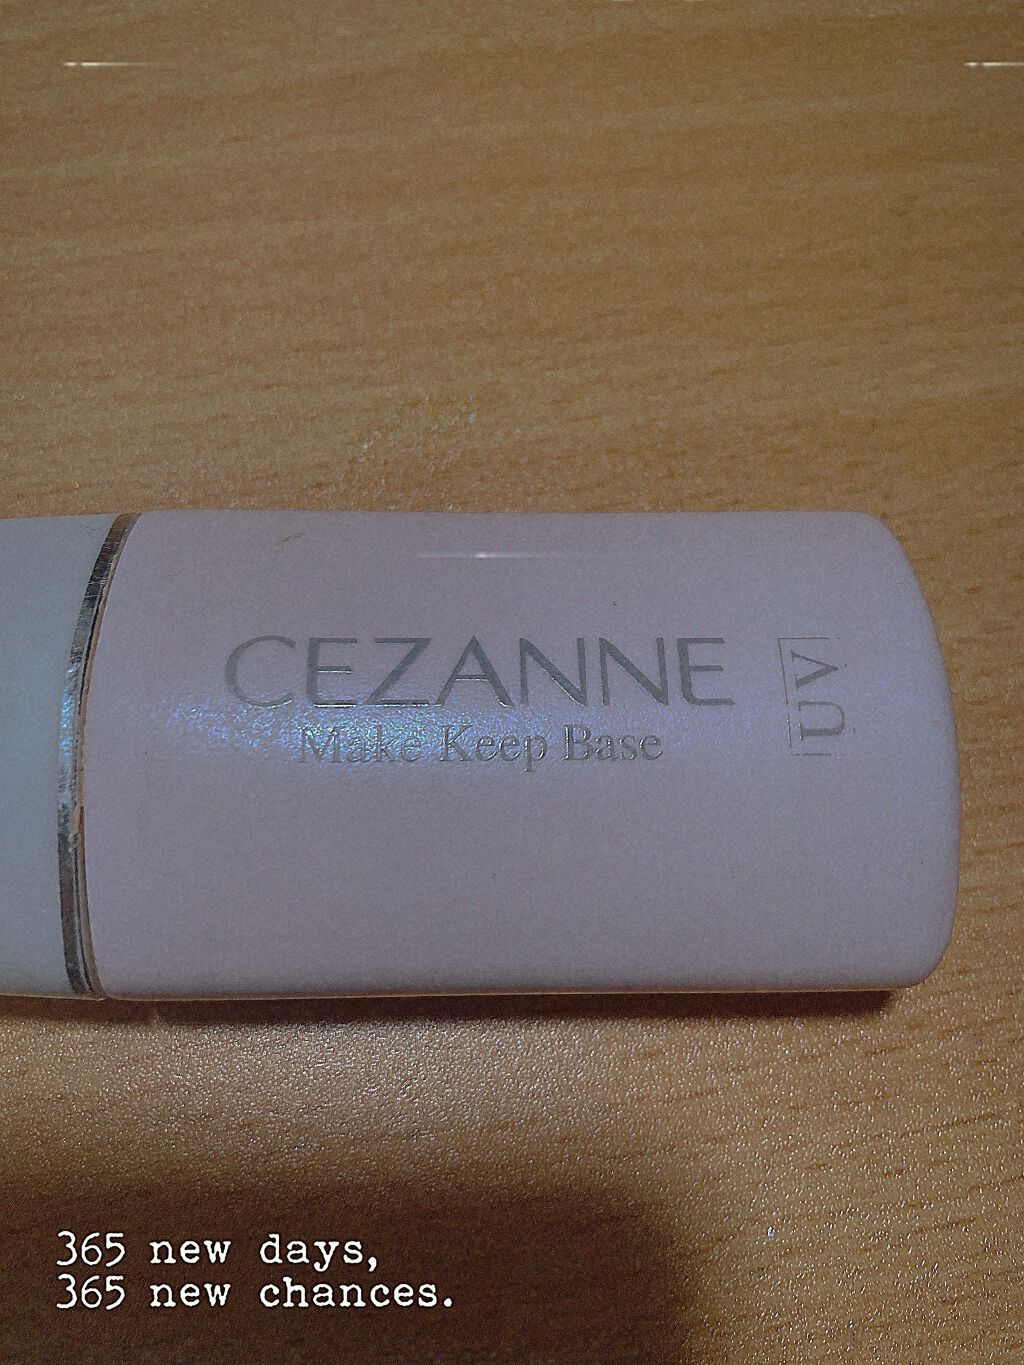 CEZANNE
Make Keep Base
UV
365 new days,
365 new chances.